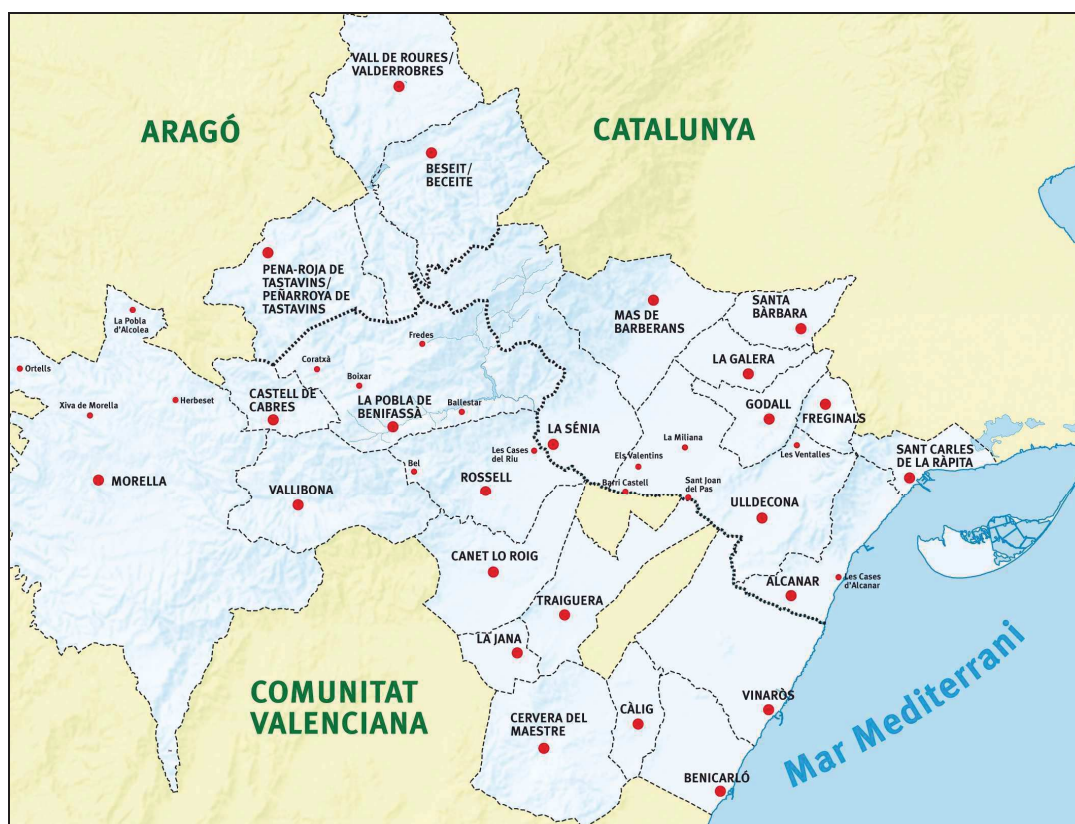 VALL DE ROURES/
VALDERROBRES
ARAGÓ
CATALUNYA
BESEIT/
BECEITE
PENA-ROJA DE
TASTAVINS/
PEÑARROYA DE
TASTAVINS
MAS DE
BARBERANS
SANTA
BÀRBARA
La Pobla
d'Alcolea
Fredes
LA GALERA
Ortells
Coratxà
Boixar
CASTELL DE
CABRES
LA POBLA DE
BENIFASSÀ
Ballestar
Herbeset
Xiva de Morella
GODALL
FREGINALS
LA SÉNIA
La Miliana
Les Ventalles
SANT CARLES
DE LA RÀPITA
Les Cases
del Riu
Els Valentins
Bel
MORELLA
VALLIBONA
ROSSELL
Barri Castell
Sant Joan
del Pas
ULLDECONA
CANET LO ROIG
ALCANAR
Les Cases
d'Alcanar
TRAIGUERA
LA JANA
COMUNITAT
VALENCIANA
CERVERA DEL
MAESTRE
CÀLIG
VINARÒS
Mar Mediterrani
BENICARLÓ